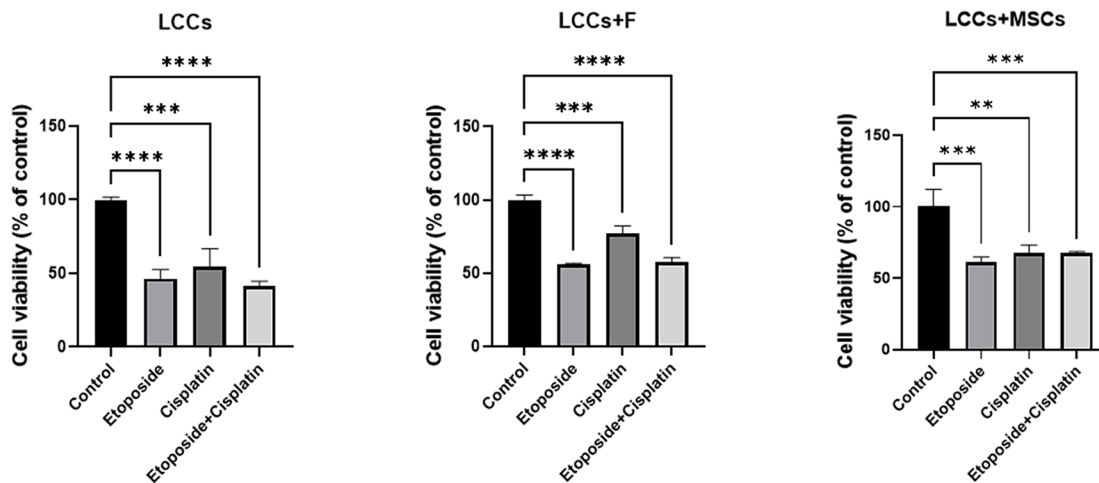 LCCs
****
***
****
Cell viability (% of control)
150
100
50
0
Control
Etoposide
Cisplatin
Etoposide+Cisplatin
LCCs+F
****
***
****
Cell viability (% of control)
150
100
50
0
Control
Etoposide
Cisplatin
Etoposide+Cisplatin
LCCs+MSCs
***
**
***
Cell viability (% of control)
150
100
50
0
Control
Etoposide
Cisplatin
Etoposide+Cisplatin